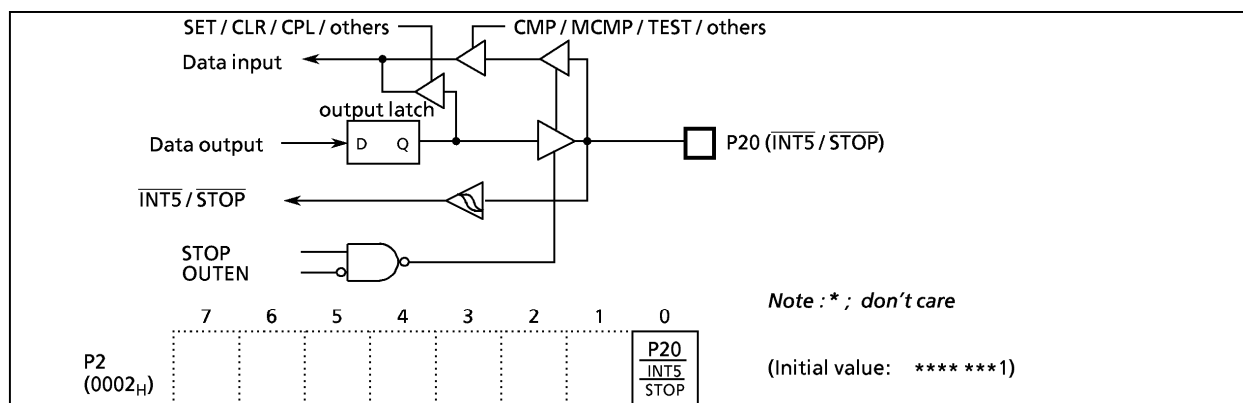 SET / CLR / CPL / others
CMP / MCMP / TEST / others
Data input
output latch
Data output
D Q
P20 (INT5 / STOP)
INT5 / STOP
STOP
OUTEN
Note : * ; don't care
7 6 5 4 3 2 1 0
P2
(0002H)
P20
INT5
STOP
(Initial value: **** ***1)